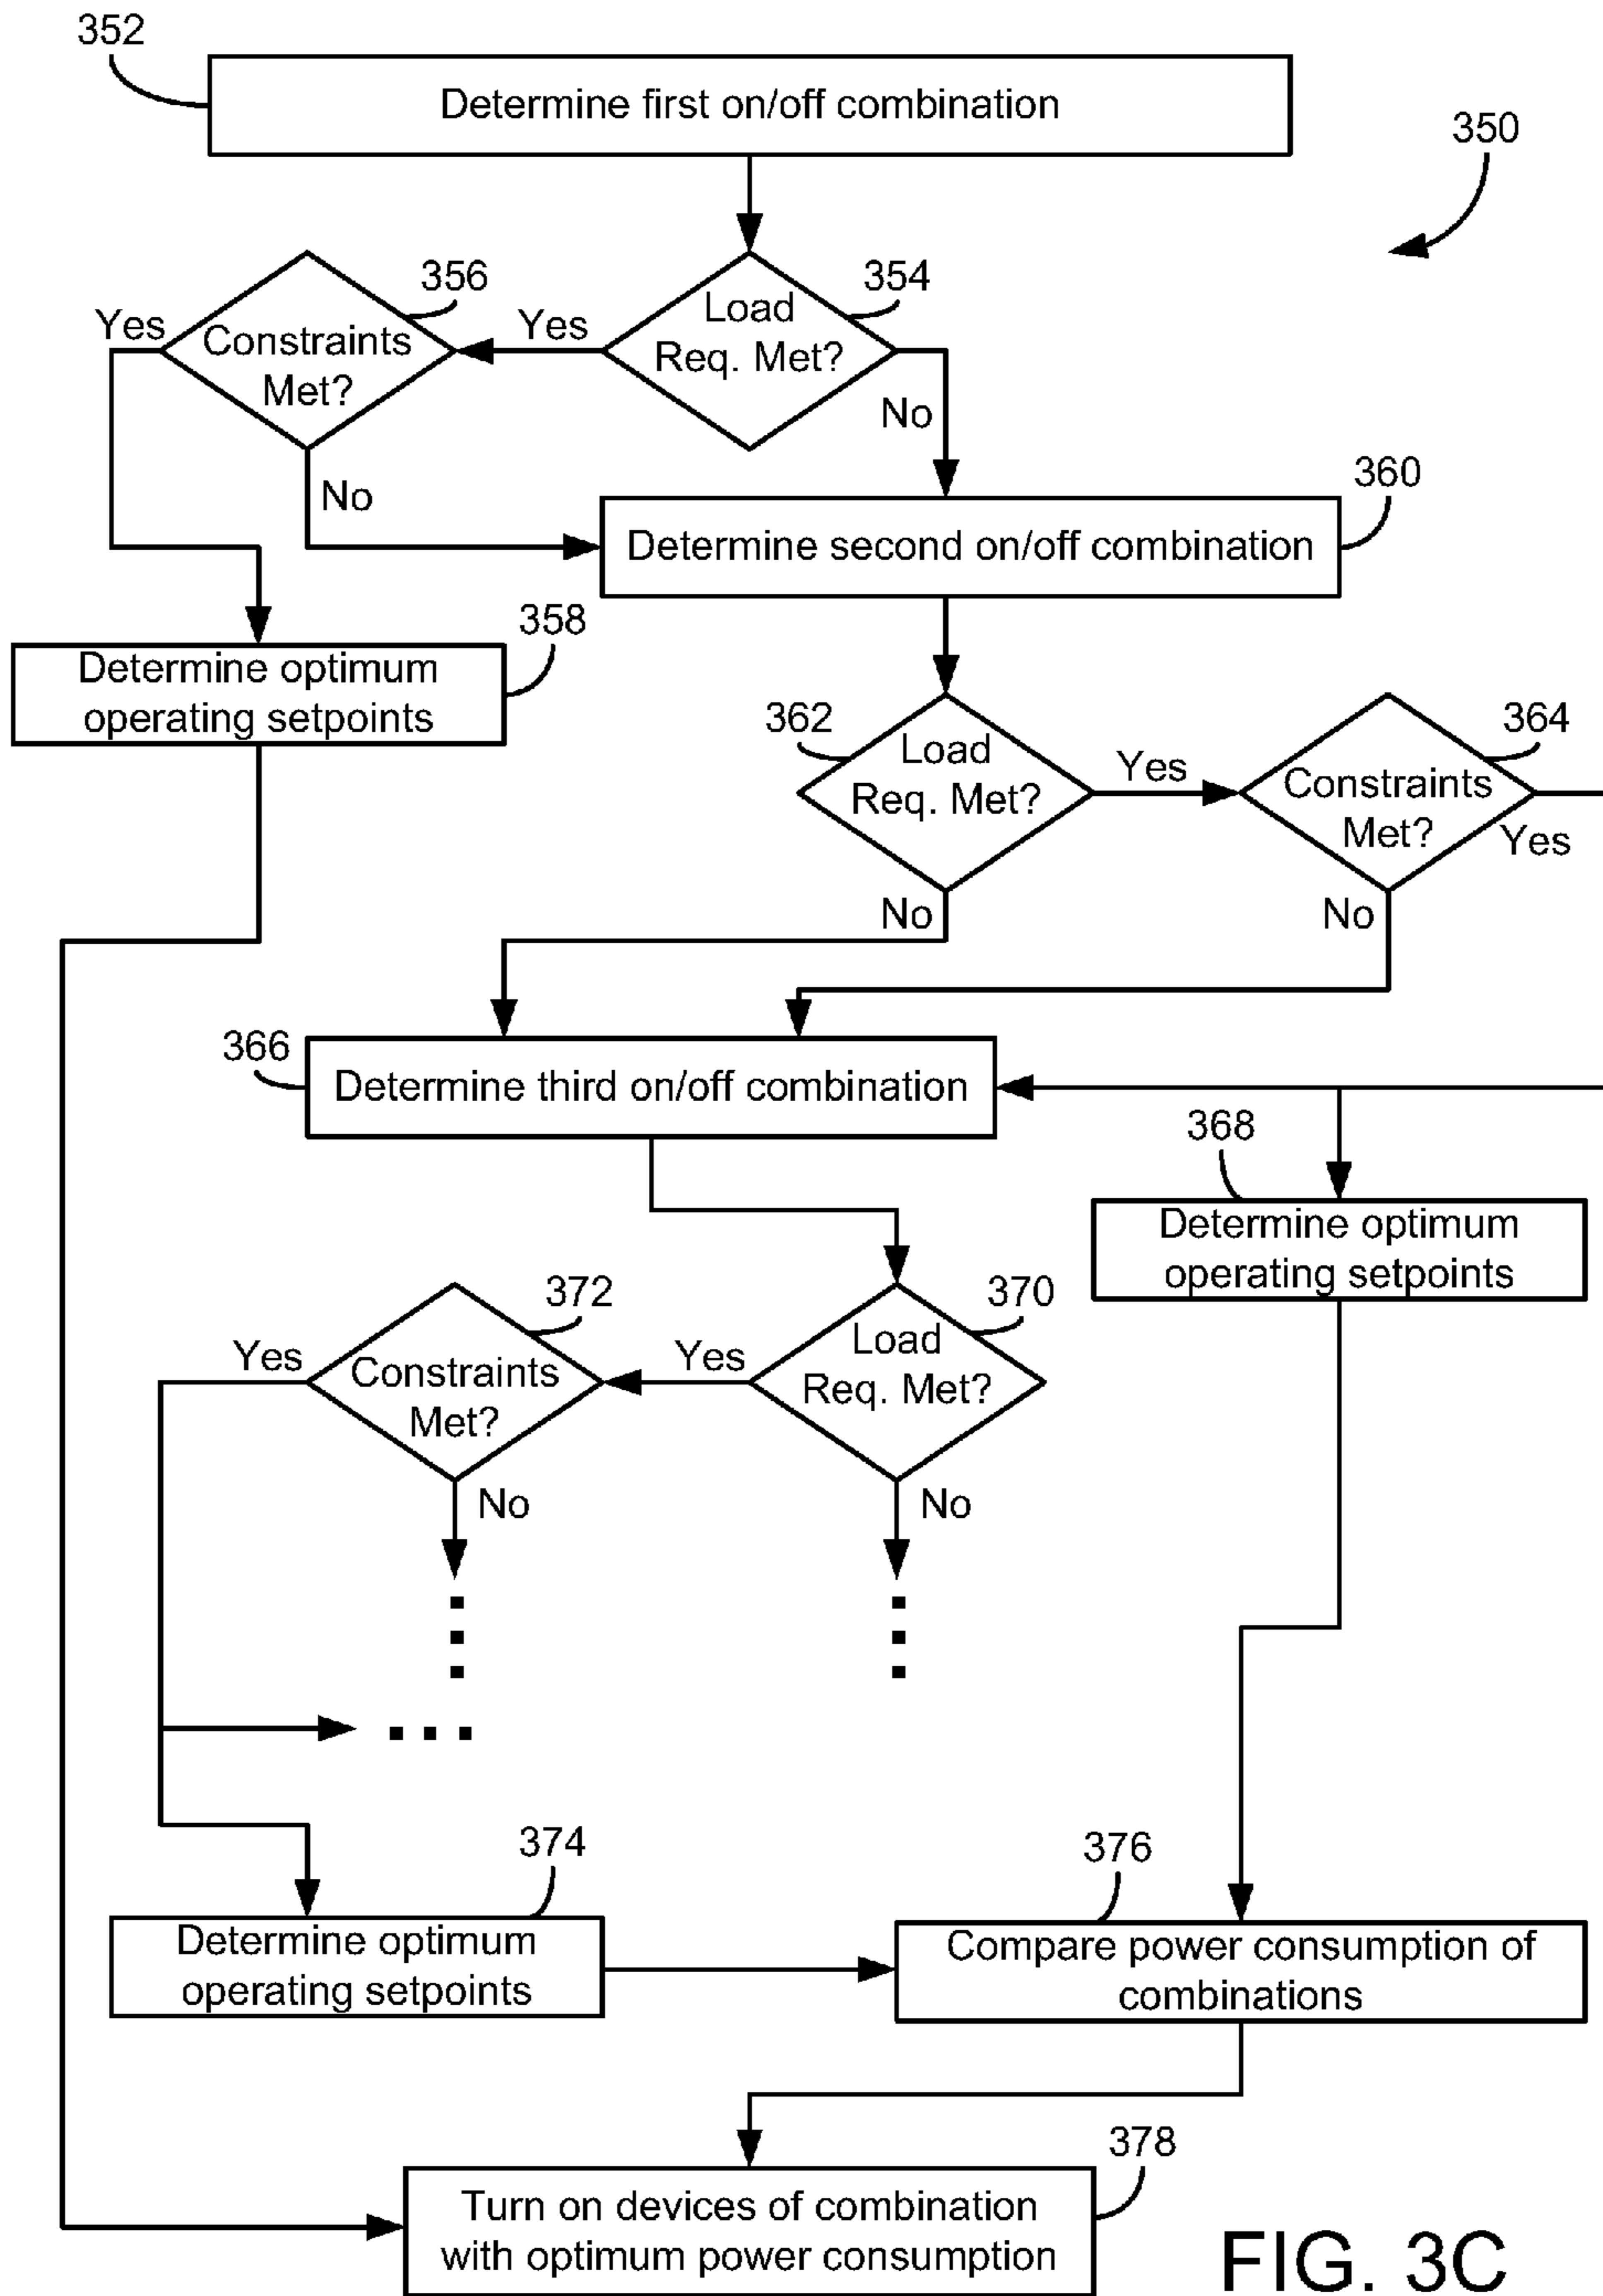 352
Determine first on/off combination
350
356
354
Yes
Constraints
Met?
Yes
Load
Req. Met?
No
No
360
Determine second on/off combination
358
Determine optimum
operating setpoints
362
Load
Req. Met?
Yes
364
Constraints
Met?
Yes
No
No
366
Determine third on/off combination
368
Determine optimum
operating setpoints
372
370
Yes
Constraints
Met?
Yes
Load
Req. Met?
No
No
374
Determine optimum
operating setpoints
376
Compare power consumption of
combinations
378
Turn on devices of combination
with optimum power consumption
FIG. 3C